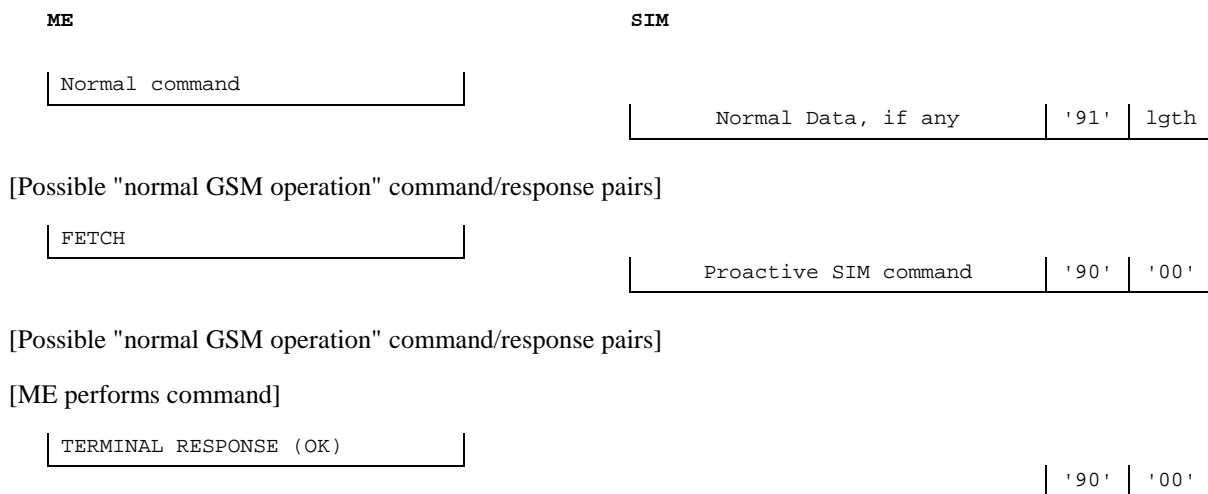 ME SIM
Normal command
Normal Data, if any '91' lgth
[Possible "normal GSM operation" command/response pairs]
FETCH
Proactive SIM command '90' '00'
[Possible "normal GSM operation" command/response pairs]
[ME performs command]
TERMINAL RESPONSE (OK)
'90' '00'